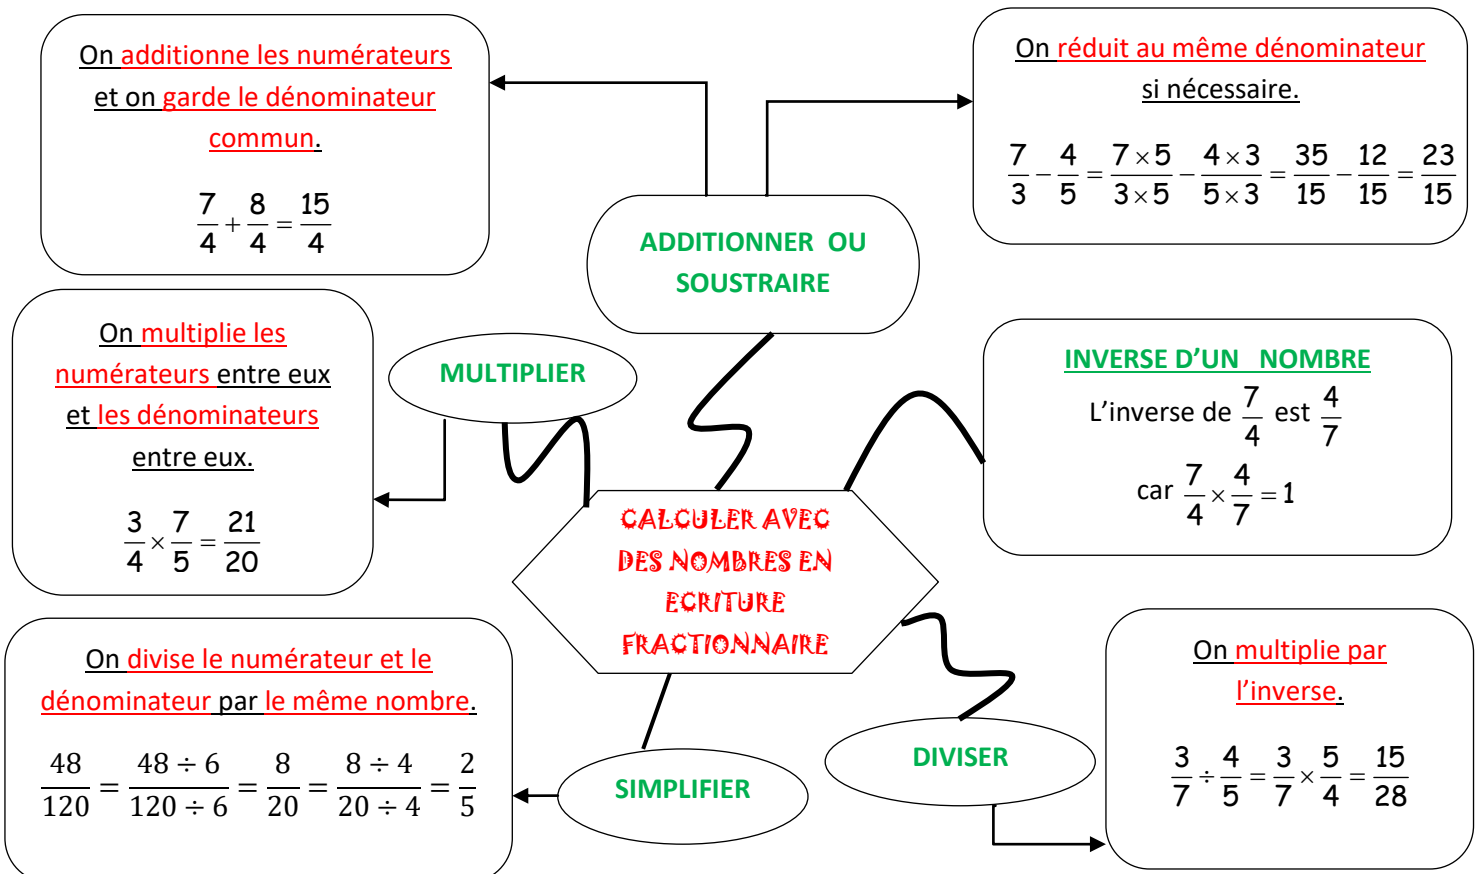 On additionne les numérateurs
et on garde le dénominateur
commun.
7/4 + 8/4 = 15/4
On réduit au même dénominateur
si nécessaire.
7/3 − 4/5 = 7×5/3×5 − 4×3/5×3 = 35/15 − 12/15 = 23/15
ADDITIONNER OU
SOUSTRAIRE
On multiplie les
numérateurs entre eux
et les dénominateurs
entre eux.
3/4 × 7/5 = 21/20
MULTIPLIER
INVERSE D’UN NOMBRE
L’inverse de 7/4 est 4/7
car 7/4 × 4/7 = 1
CALCULER AVEC
DES NOMBRES EN
ECRITURE
FRACTIONNAIRE
On divise le numérateur et le
dénominateur par le même nombre.
48/120 = 48 ÷ 6/120 ÷ 6 = 8/20 = 8 ÷ 4/20 ÷ 4 = 2/5
SIMPLIFIER
DIVISER
On multiplie par
l’inverse.
3/7 ÷ 4/5 = 3/7 × 5/4 = 15/28